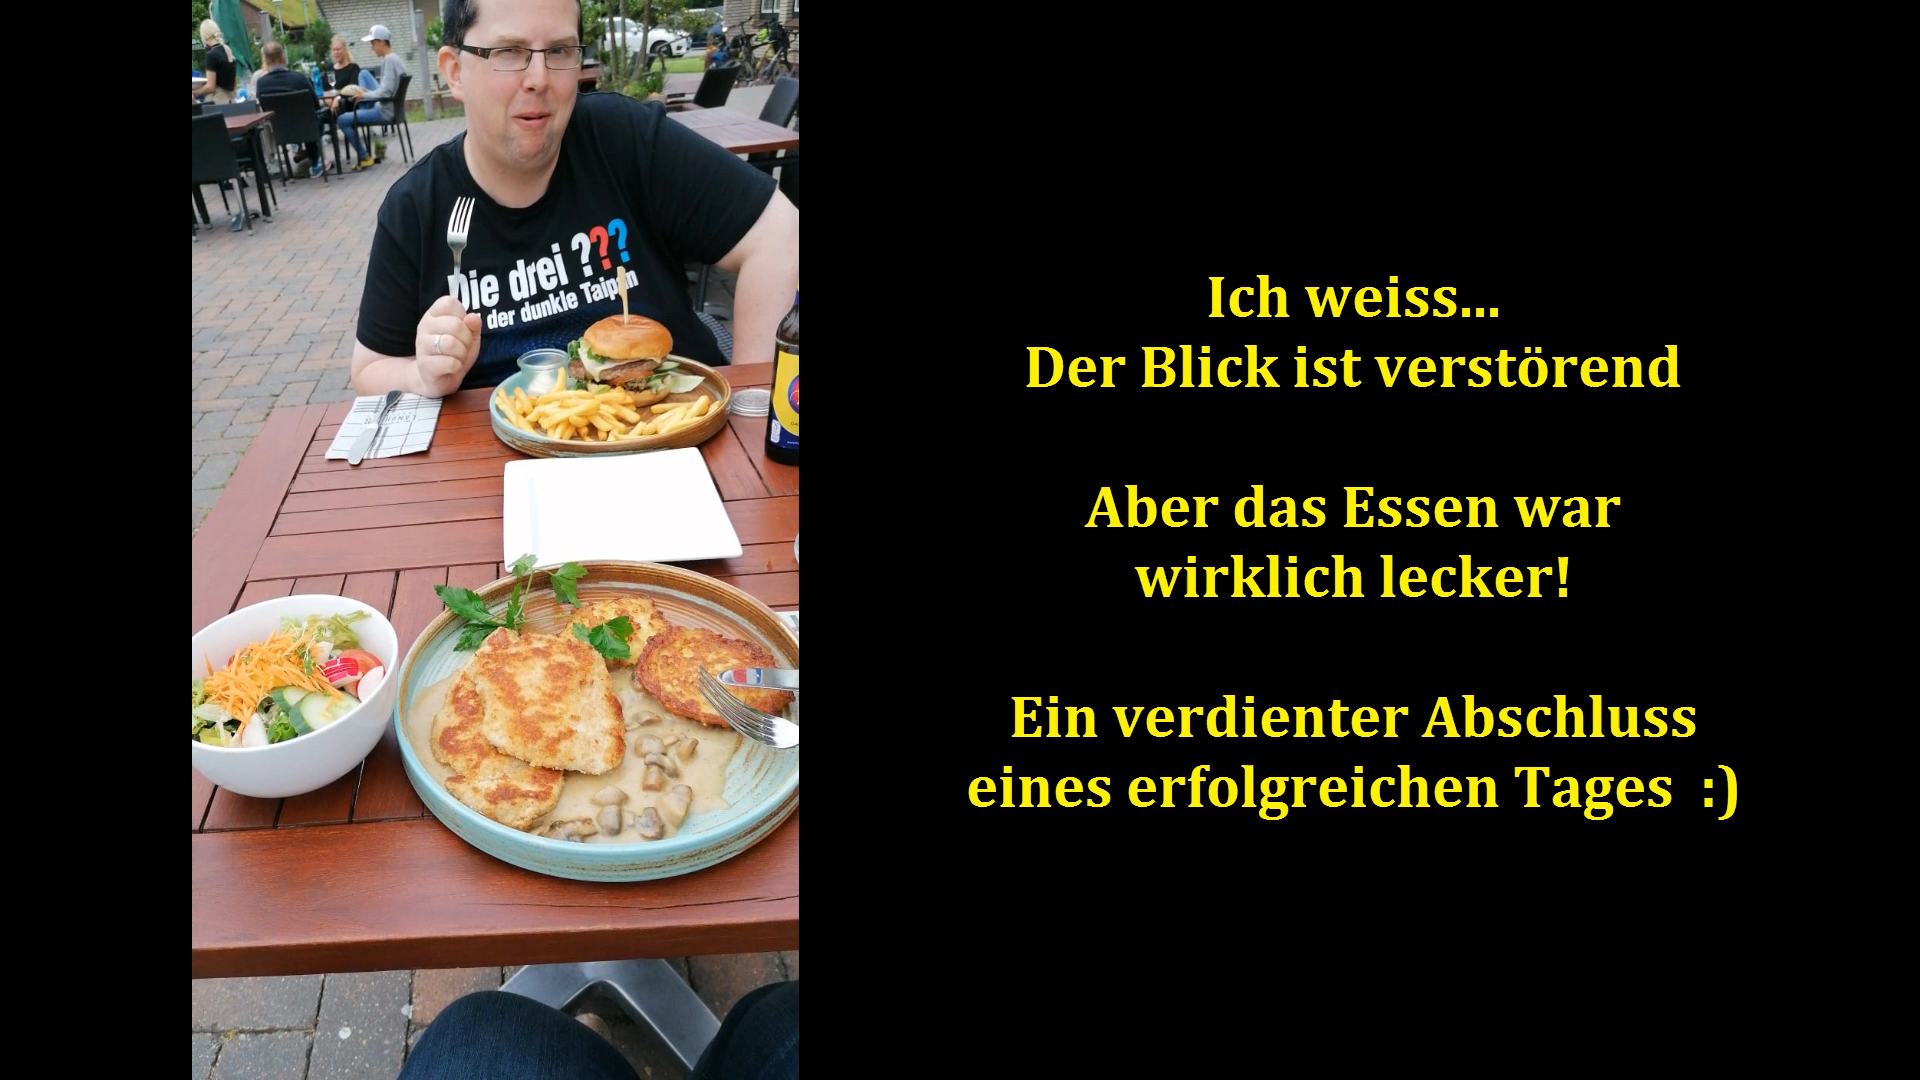 Die drei ???
der dunkle Taipan
Ich weiss...
Der Blick ist verstörend
Aber das Essen war
wirklich lecker!
Ein verdienter Abschluss
eines erfolgreichen Tages :)